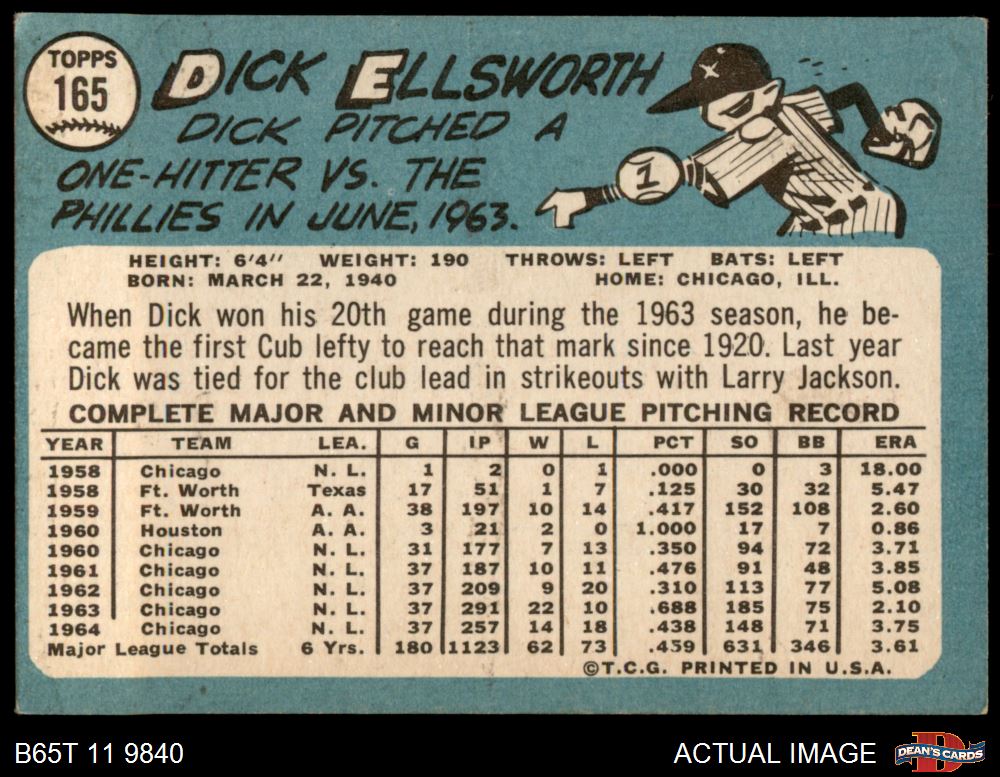 TOPPS
165
DICK ELLSWORTH
DICK PITCHED A
ONE-HITTER VS. THE
PHILLIES IN JUNE, 1963.
1
HEIGHT: 6'4" WEIGHT: 190 THROWS: LEFT BATS: LEFT
BORN: MARCH 22, 1940 HOME: CHICAGO, ILL.
When Dick won his 20th game during the 1963 season, he be-
came the first Cub lefty to reach that mark since 1920. Last year
Dick was tied for the club lead in strikeouts with Larry Jackson.
COMPLETE MAJOR AND MINOR LEAGUE PITCHING RECORD
YEAR TEAM LEA. G IP W L PCT SO BB ERA
1958 Chicago N. L. 1 2 0 1 .000 0 3 18.00
1958 Ft. Worth Texas 17 51 1 7 .125 30 32 5.47
1959 Ft. Worth A. A. 38 197 10 14 .417 152 108 2.60
1960 Houston A. A. 3 21 2 0 1.000 17 7 0.86
1960 Chicago N. L. 31 177 7 13 .350 94 72 3.71
1961 Chicago N. L. 37 187 10 11 .476 91 48 3.85
1962 Chicago N. L. 37 209 9 20 .310 113 77 5.08
1963 Chicago N. L. 37 291 22 10 .688 185 75 2.10
1964 Chicago N. L. 37 257 14 18 .438 148 71 3.75
Major League Totals 6 Yrs. 180 1123 62 73 .459 631 346 3.61
©T.C.G. PRINTED IN U.S.A.
B65T 11 9840 ACTUAL IMAGE
DEAN'S CARDS